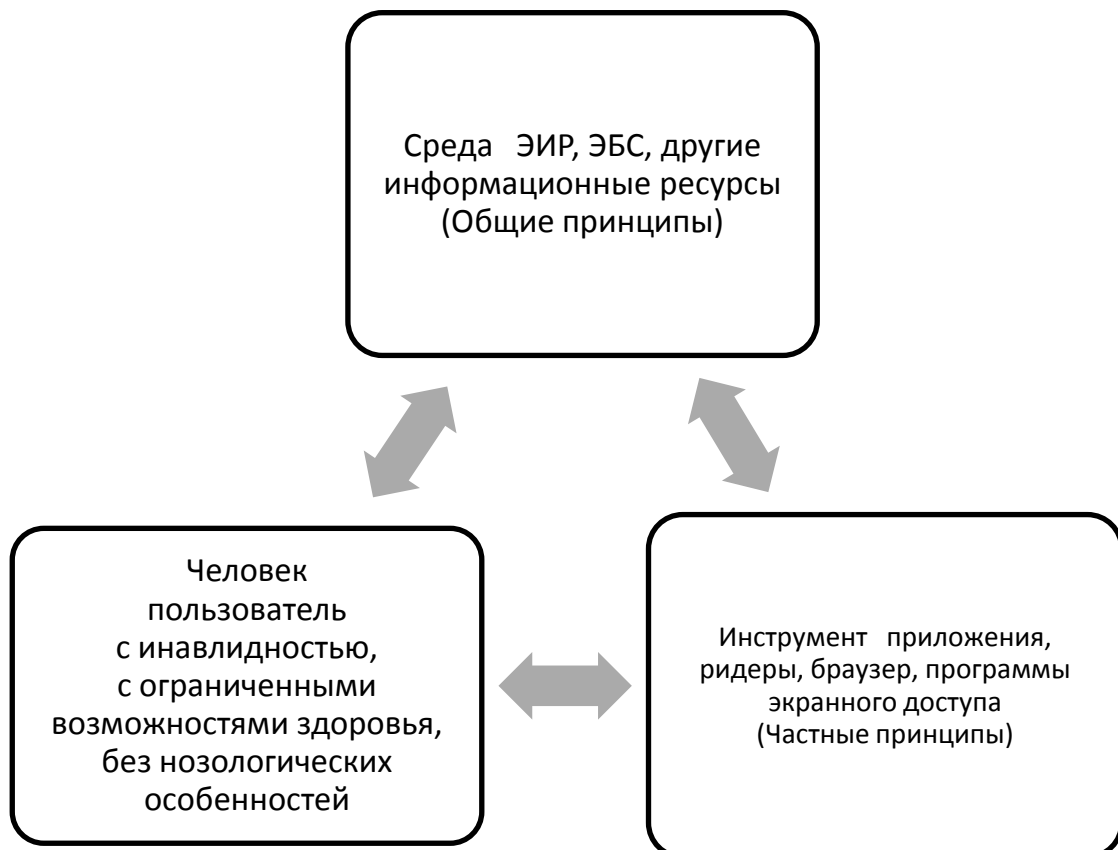 Среда ЭИР, ЭБС, другие
информационные ресурсы
(Общие принципы)
Человек
пользователь
с инавлидностью,
с ограниченными
возможностями здоровья,
без нозологических
особенностей
Инструмент приложения,
ридеры, браузер, программы
экранного доступа
(Частные принципы)